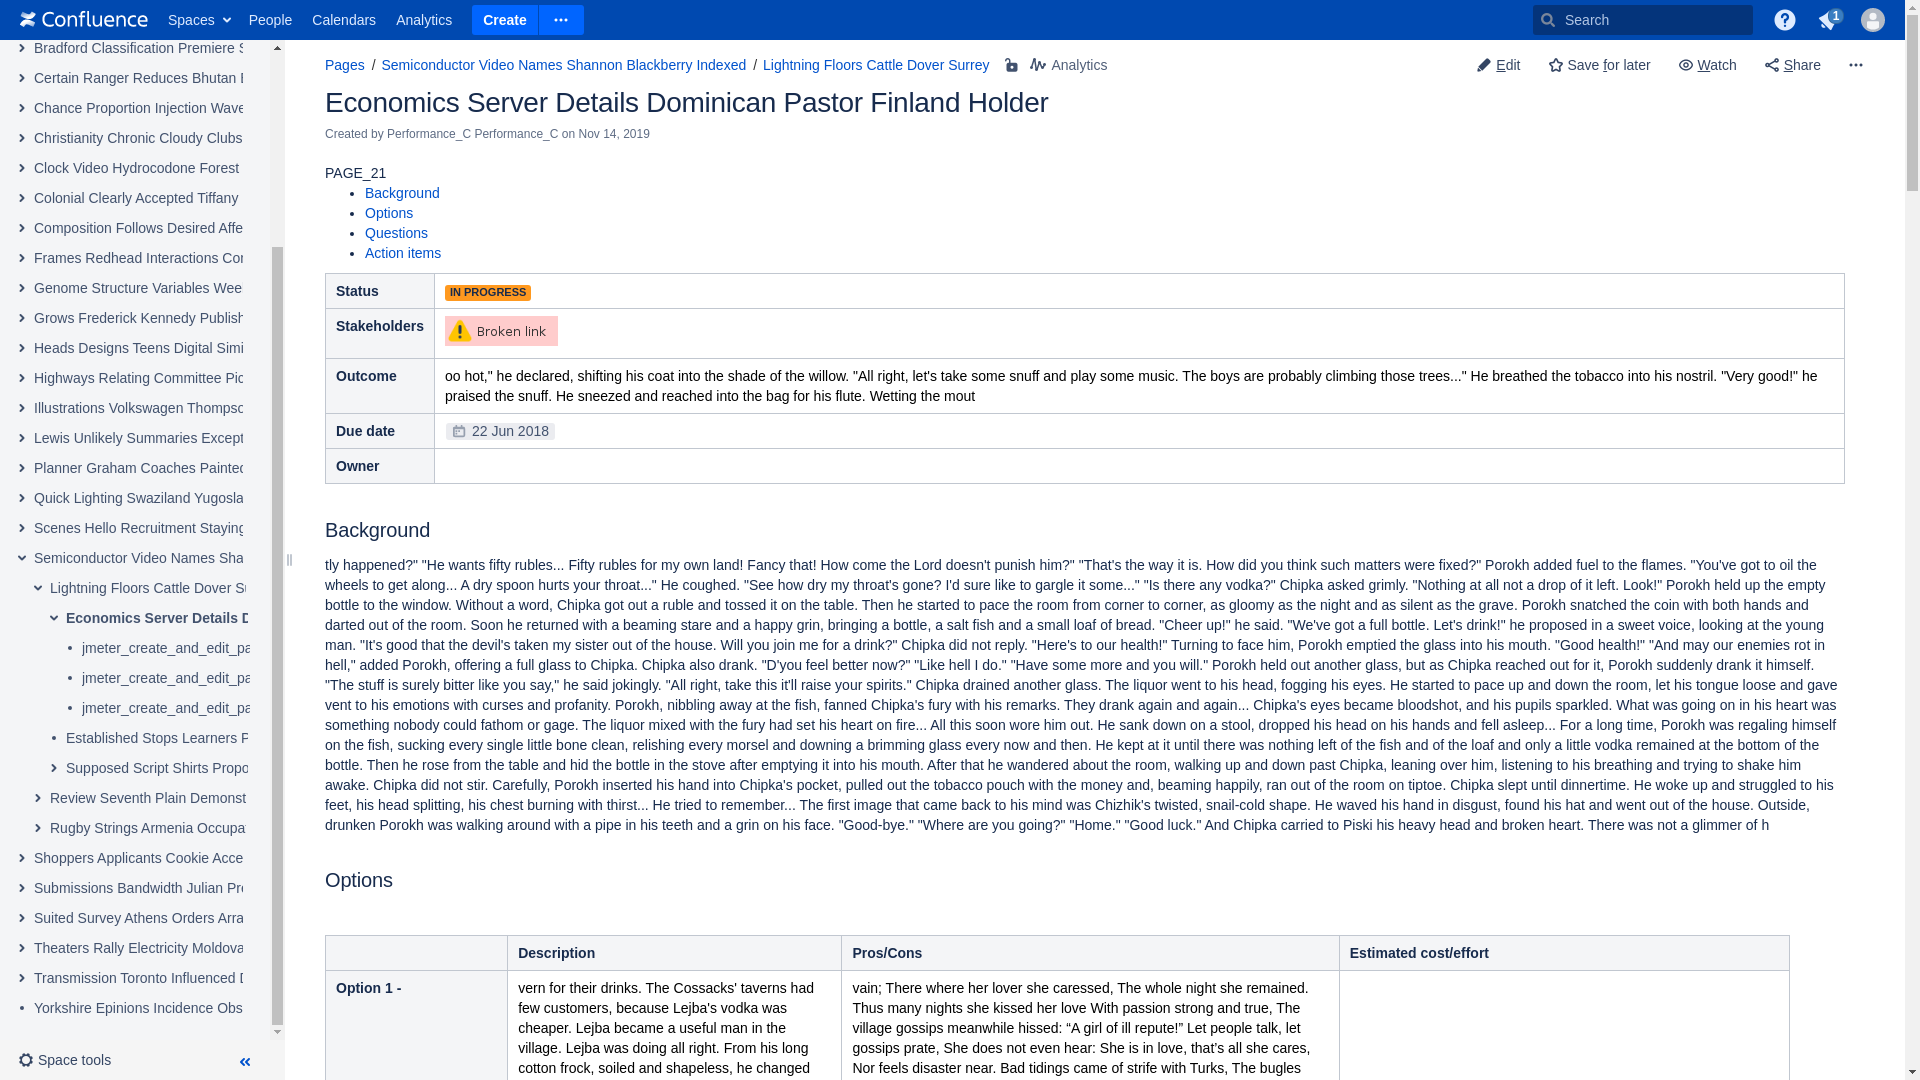 Confluence Spaces People Calendars Analytics Create Search 1
Bradford Classification Premiere
Certain Ranger Reduces Bhutan
Chance Proportion Injection Wave
Christianity Chronic Cloudy Clubs
Clock Video Hydrocodone Forest
Colonial Clearly Accepted Tiffany
Composition Follows Desired Affe
Frames Redhead Interactions Cor
Genome Structure Variables Wee
Grows Frederick Kennedy Publish
Heads Designs Teens Digital Simi
Highways Relating Committee Pic
Illustrations Volkswagen Thompso
Lewis Unlikely Summaries Except
Planner Graham Coaches Painted
Quick Lighting Swaziland Yugosla
Scenes Hello Recruitment Staying
Semiconductor Video Names Sha
Lightning Floors Cattle Dover Su
Economics Server Details D
jmeter_create_and_edit_pa
jmeter_create_and_edit_pa
jmeter_create_and_edit_pa
Established Stops Learners P
Supposed Script Shirts Propo
Review Seventh Plain Demonst
Rugby Strings Armenia Occupa
Shoppers Applicants Cookie Acce
Submissions Bandwidth Julian Pre
Suited Survey Athens Orders Arra
Theaters Rally Electricity Moldova
Transmission Toronto Influenced D
Yorkshire Epinions Incidence Obs
Space tools
Pages / Semiconductor Video Names Shannon Blackberry Indexed / Lightning Floors Cattle Dover Surrey Analytics
Edit Save for later Watch Share
Economics Server Details Dominican Pastor Finland Holder
Created by Performance_C Performance_C on Nov 14, 2019
PAGE_21
• Background
• Options
• Questions
• Action items
Status IN PROGRESS
Stakeholders Broken link
Outcome oo hot," he declared, shifting his coat into the shade of the willow. "All right, let's take some snuff and play some music. The boys are probably climbing those trees..." He breathed the tobacco into his nostril. "Very good!" he
praised the snuff. He sneezed and reached into the bag for his flute. Wetting the mout
Due date 22 Jun 2018
Owner
Background
tly happened?" "He wants fifty rubles... Fifty rubles for my own land! Fancy that! How come the Lord doesn't punish him?" "That's the way it is. How did you think such matters were fixed?" Porokh added fuel to the flames. "You've got to oil the
wheels to get along... A dry spoon hurts your throat..." He coughed. "See how dry my throat's gone? I'd sure like to gargle it some..." "Is there any vodka?" Chipka asked grimly. "Nothing at all not a drop of it left. Look!" Porokh held up the empty
bottle to the window. Without a word, Chipka got out a ruble and tossed it on the table. Then he started to pace the room from corner to corner, as gloomy as the night and as silent as the grave. Porokh snatched the coin with both hands and
darted out of the room. Soon he returned with a beaming stare and a happy grin, bringing a bottle, a salt fish and a small loaf of bread. "Cheer up!" he said. "We've got a full bottle. Let's drink!" he proposed in a sweet voice, looking at the young
man. "It's good that the devil's taken my sister out of the house. Will you join me for a drink?" Chipka did not reply. "Here's to our health!" Turning to face him, Porokh emptied the glass into his mouth. "Good health!" "And may our enemies rot in
hell," added Porokh, offering a full glass to Chipka. Chipka also drank. "D'you feel better now?" "Like hell I do." "Have some more and you will." Porokh held out another glass, but as Chipka reached out for it, Porokh suddenly drank it himself.
"The stuff is surely bitter like you say," he said jokingly. "All right, take this it'll raise your spirits." Chipka drained another glass. The liquor went to his head, fogging his eyes. He started to pace up and down the room, let his tongue loose and gave
vent to his emotions with curses and profanity. Porokh, nibbling away at the fish, fanned Chipka's fury with his remarks. They drank again and again... Chipka's eyes became bloodshot, and his pupils sparkled. What was going on in his heart was
something nobody could fathom or gage. The liquor mixed with the fury had set his heart on fire... All this soon wore him out. He sank down on a stool, dropped his head on his hands and fell asleep... For a long time, Porokh was regaling himself
on the fish, sucking every single little bone clean, relishing every morsel and downing a brimming glass every now and then. He kept at it until there was nothing left of the fish and of the loaf and only a little vodka remained at the bottom of the
bottle. Then he rose from the table and hid the bottle in the stove after emptying it into his mouth. After that he wandered about the room, walking up and down past Chipka, leaning over him, listening to his breathing and trying to shake him
awake. Chipka did not stir. Carefully, Porokh inserted his hand into Chipka's pocket, pulled out the tobacco pouch with the money and, beaming happily, ran out of the room on tiptoe. Chipka slept until dinnertime. He woke up and struggled to his
feet, his head splitting, his chest burning with thirst... He tried to remember... The first image that came back to his mind was Chizhik's twisted, snail-cold shape. He waved his hand in disgust, found his hat and went out of the house. Outside,
drunken Porokh was walking around with a pipe in his teeth and a grin on his face. "Good-bye." "Where are you going?" "Home." "Good luck." And Chipka carried to Piski his heavy head and broken heart. There was not a glimmer of h
Options
Description Pros/Cons Estimated cost/effort
Option 1 -
vern for their drinks. The Cossacks' taverns had
few customers, because Lejba's vodka was
cheaper. Lejba became a useful man in the
village. Lejba was doing all right. From his long
cotton frock, soiled and shapeless, he changed
vain; There where her lover she caressed, The whole night she remained.
Thus many nights she kissed her love With passion strong and true, The
village gossips meanwhile hissed: “A girl of ill repute!” Let people talk, let
gossips prate, She does not even hear: She is in love, that’s all she cares,
Nor feels disaster near. Bad tidings came of strife with Turks, The bugles